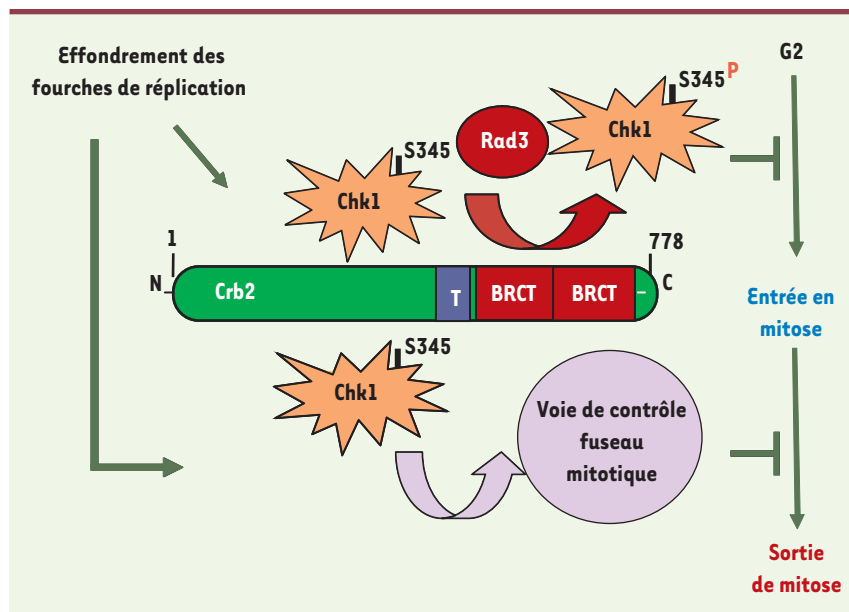 Effondrement des
fourches de réplication
G2
S345 P
Rad3
Chk1
S345
Chk1
1
778
N
Crb2
T
BRCT
BRCT
C
Entrée en
mitose
S345
Chk1
Voie de contrôle
fuseau
mitotique
Sortie
de mitose